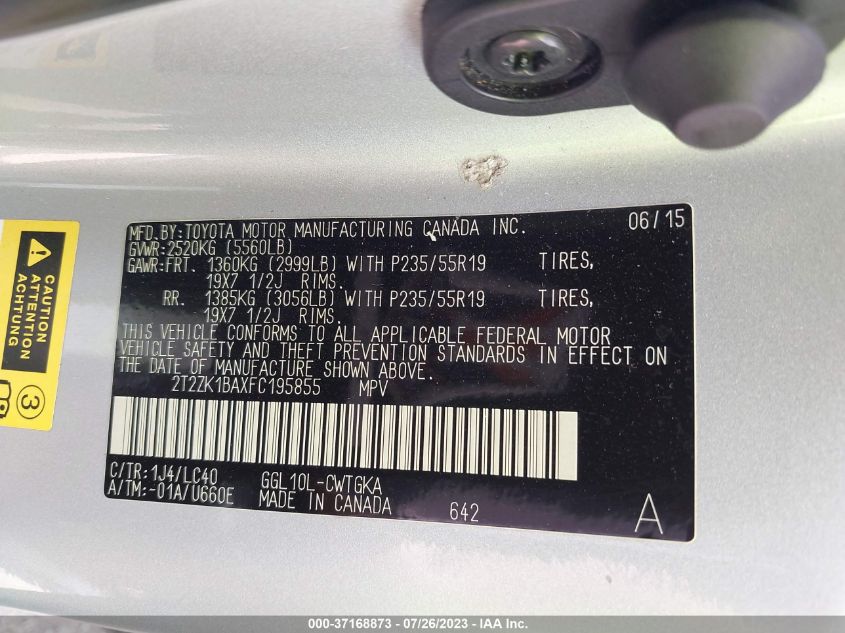 MFD.BY:TOYOTA MOTOR MANUFACTURING CANADA INC. 06/15
GVWR:2520KG (5560LB)
GAWR:FRT. 1360KG (2999LB) WITH P235/55R19 TIRES,
19X7 1/2J RIMS.
RR. 1385KG (3056LB) WITH P235/55R19 TIRES,
19X7 1/2J RIMS.
THIS VEHICLE CONFORMS TO ALL APPLICABLE FEDERAL MOTOR
VEHICLE SAFETY AND THEFT PREVENTION STANDARDS IN EFFECT ON
THE DATE OF MANUFACTURE SHOWN ABOVE.
2T2ZK1BAXFC195855 MPV
C/TR:1J4/LC40 GGL10L-CWTGKA
A/TM:-01A/U660E MADE IN CANADA 642 A
CAUTION
ATTENTION
ACHTUNG
3
000-37168873 - 07/26/2023 - IAA Inc.